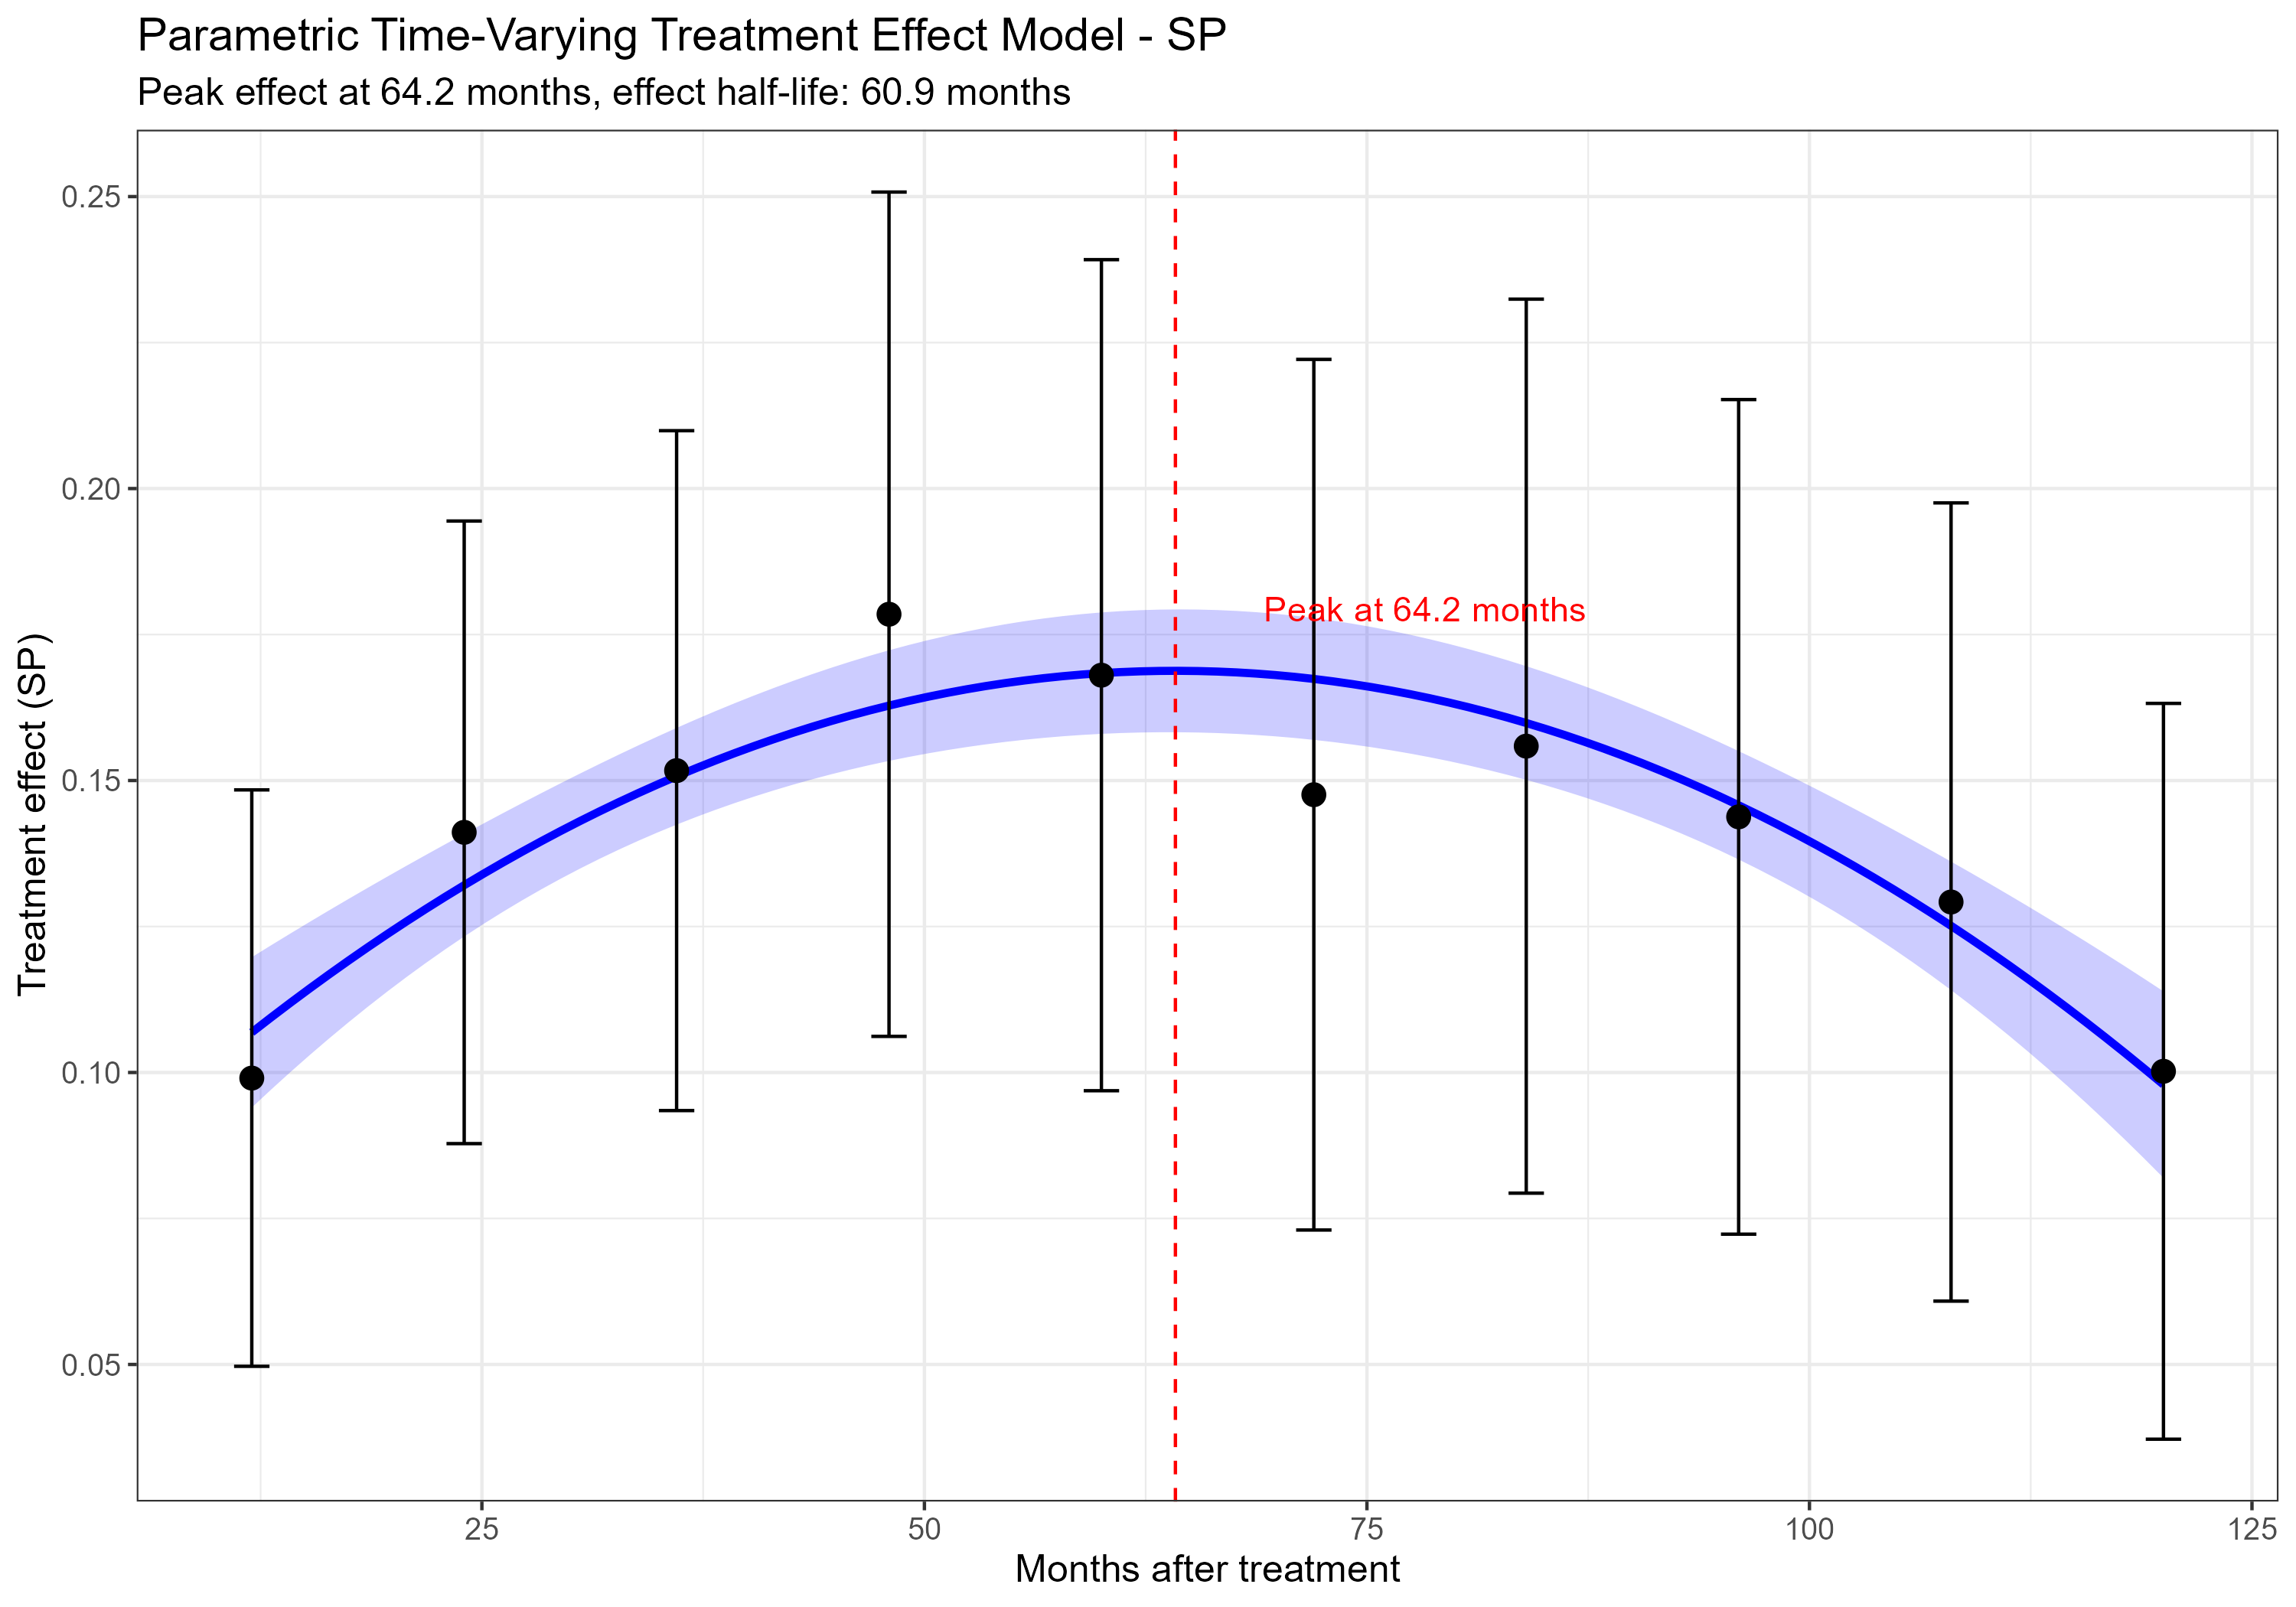 Parametric Time-Varying Treatment Effect Model - SP
Peak effect at 64.2 months, effect half-life: 60.9 months
Treatment effect (SP)
0.25
0.20
0.15
0.10
0.05
Peak at 64.2 months
25
50
75
100
125
Months after treatment